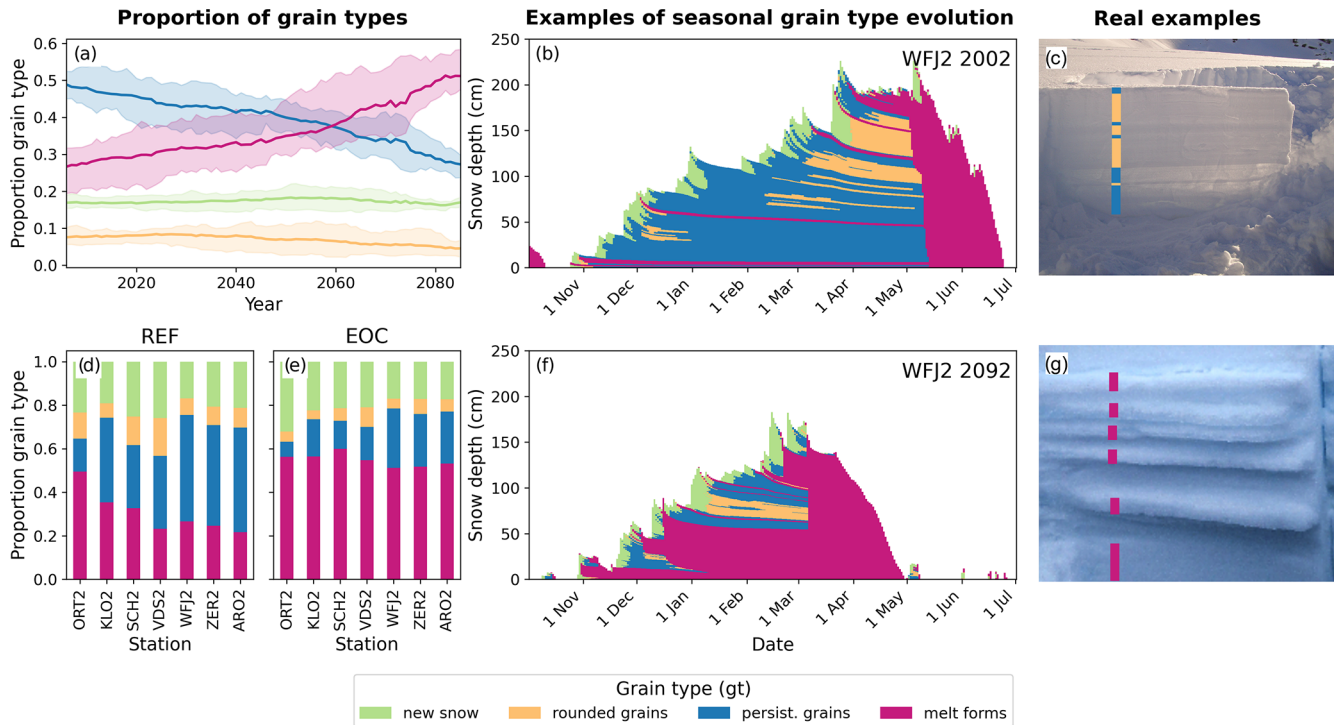 Proportion of grain types
Examples of seasonal grain type evolution
Real examples
(a)
0.6
0.5
0.4
0.3
0.2
0.1
0.0
Proportion grain type
2020
2040
2060
2080
Year
(b)
WFJ2 2002
250
200
150
100
50
0
Snow depth (cm)
1 Nov
1 Dec
1 Jan
1 Feb
1 Mar
1 Apr
1 May
1 Jun
1 Jul
(c)
REF
(d)
1.0
0.8
0.6
0.4
0.2
0.0
Proportion grain type
ORT2
KLO2
SCH2
VDS2
WFJ2
ZER2
ARO2
Station
EOC
(e)
ORT2
KLO2
SCH2
VDS2
WFJ2
ZER2
ARO2
Station
(f)
WFJ2 2092
250
200
150
100
50
0
Snow depth (cm)
1 Nov
1 Dec
1 Jan
1 Feb
1 Mar
1 Apr
1 May
1 Jun
1 Jul
Date
(g)
Grain type (gt)
new snow
rounded grains
persist. grains
melt forms